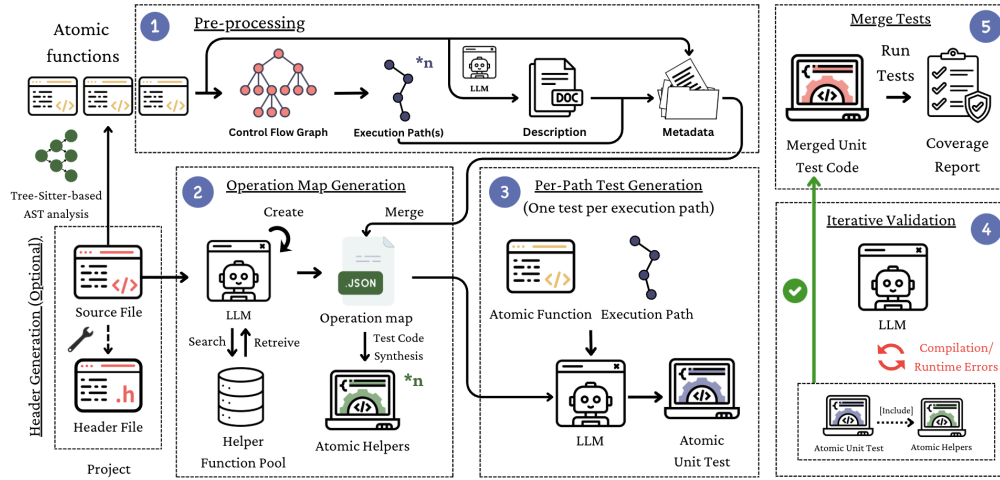 Atomic
functions
</>
</>
</>
Tree-Sitter-based
AST analysis
Header Generation (Optional)
</>
Source File
.h
Header File
Project
1
Pre-processing
*n
LLM
DOC
Control Flow Graph
Execution Path(s)
Description
Metadata
2
Operation Map Generation
Create
Merge
LLM
.JSON
Operation map
Search
Retreive
Test Code
Synthesis
*n
</>
Helper
Function Pool
Atomic Helpers
3
Per-Path Test Generation
(One test per execution path)
</>
Atomic Function
Execution Path
LLM
</>
Atomic
Unit Test
5
Merge Tests
Run
Tests
</>
Merged Unit
Test Code
Coverage
Report
4
Iterative Validation
LLM
Compilation/
Runtime Errors
</>
[Include]
</>
Atomic Unit Test
Atomic Helpers